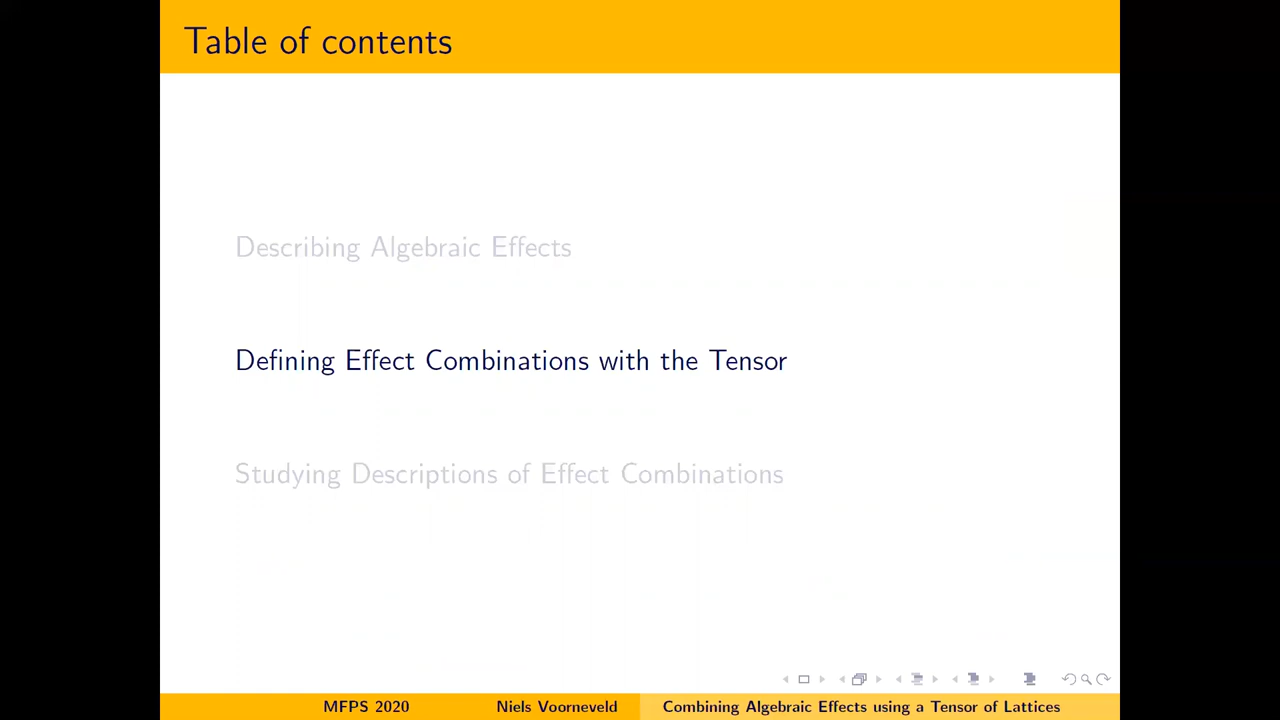 Table of contents
Describing Algebraic Effects
Defining Effect Combinations with the Tensor
Studying Descriptions of Effect Combinations
MFPS 2020 Niels Voorneveld Combining Algebraic Effects using a Tensor of Lattices